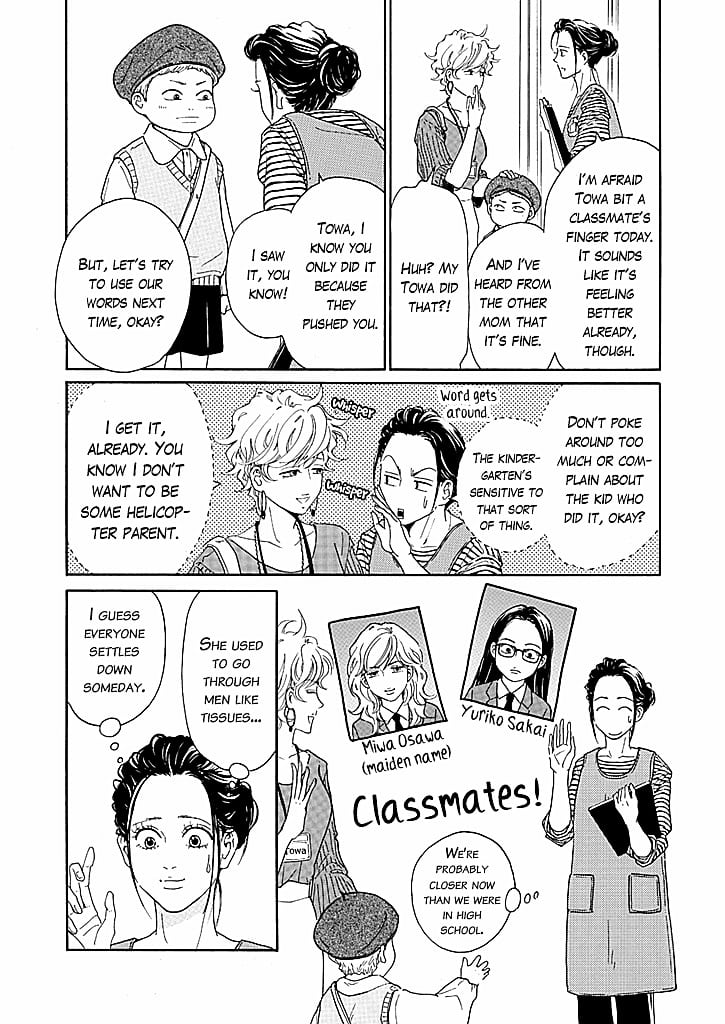 I'M AFRAID
TOWA BIT A
CLASSMATE'S
FINGER TODAY.
IT SOUNDS
LIKE IT'S
FEELING
BETTER
ALREADY,
THOUGH.
AND I'VE
HEARD FROM
THE OTHER
MOM THAT
IT'S FINE.
HUH? MY
TOWA DID
THAT?!
TOWA, I
KNOW YOU
ONLY DID IT
BECAUSE
THEY
PUSHED YOU.
I SAW
IT, YOU
KNOW!
BUT, LET'S TRY
TO USE OUR
WORDS NEXT
TIME, OKAY?
DON'T POKE
AROUND TOO
MUCH OR COM-
PLAIN ABOUT
THE KID WHO
DID IT, OKAY?
Word gets
around.
THE KINDER-
GARTEN'S
SENSITIVE TO
THAT SORT
OF THING.
whisper
whisper
I GET IT,
ALREADY. YOU
KNOW I DON'T
WANT TO BE
SOME HELICOP-
TER PARENT.
Yuriko Sakai
Miwa Osawa
(maiden name)
Classmates!
Towa
WE'RE
PROBABLY
CLOSER NOW
THAN WE WERE
IN HIGH
SCHOOL.
SHE USED
TO GO
THROUGH
MEN LIKE
TISSUES...
I GUESS
EVERYONE
SETTLES
DOWN
SOMEDAY.